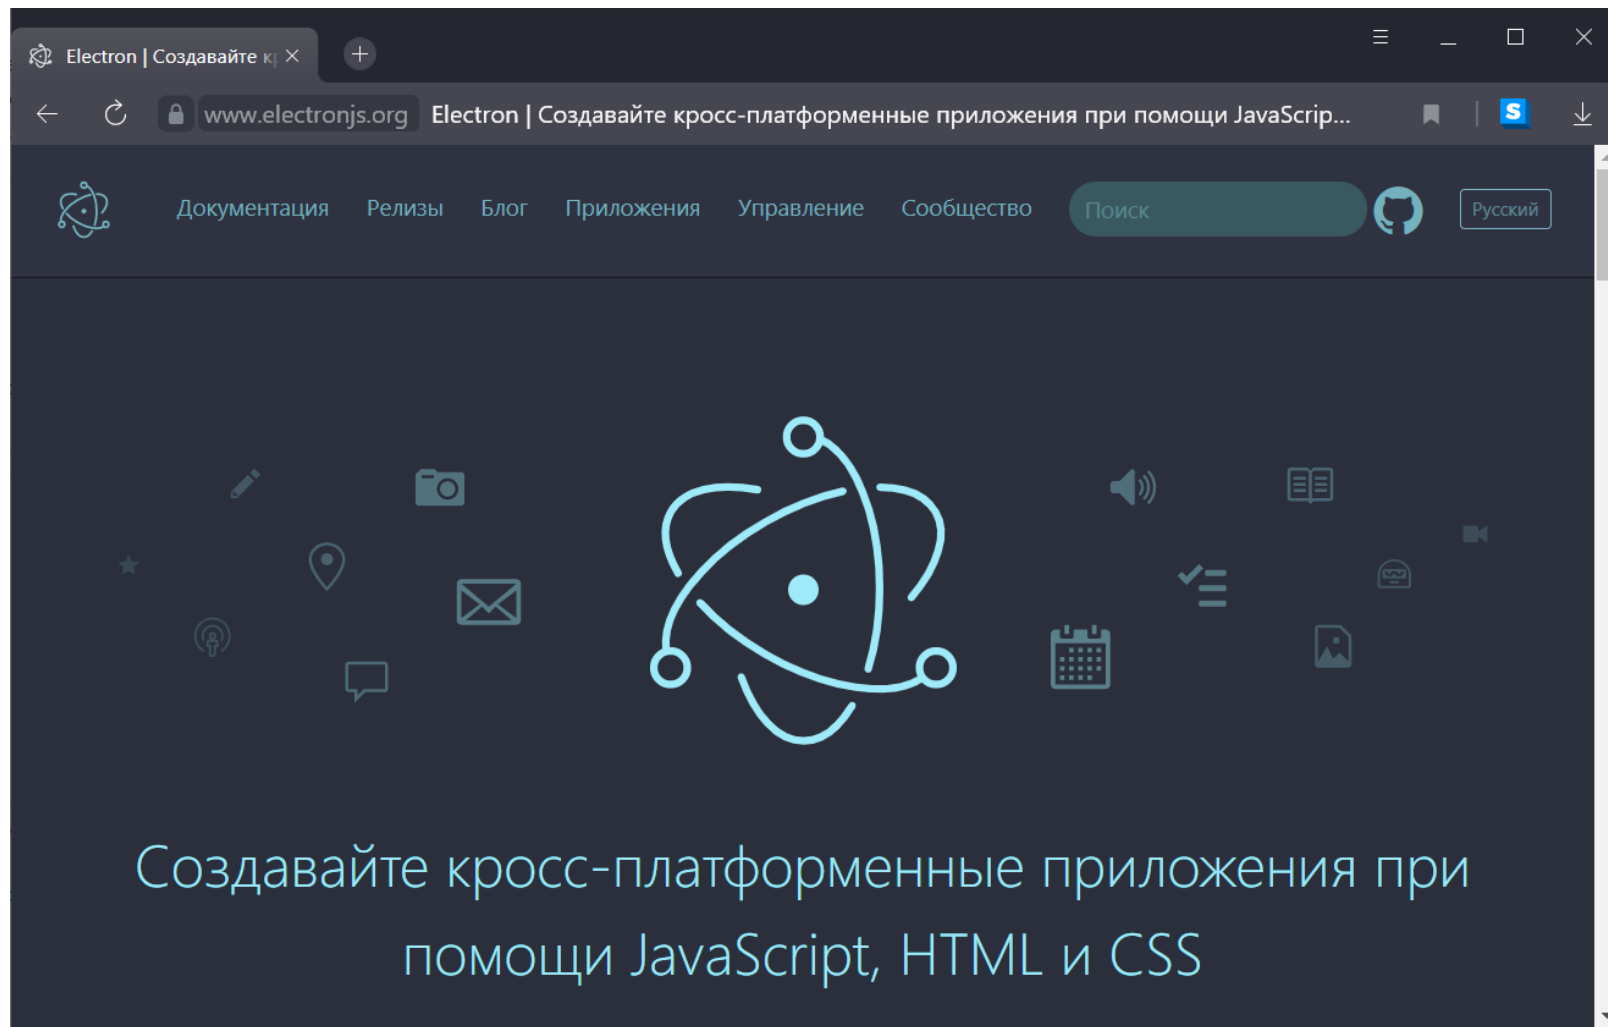 Electron | Создавайте к
www.electronjs.org Electron | Создавайте кросс-платформенные приложения при помощи JavaScrip...
S
Документация Релизы Блог Приложения Управление Сообщество Поиск Русский
Создавайте кросс-платформенные приложения при
помощи JavaScript, HTML и CSS